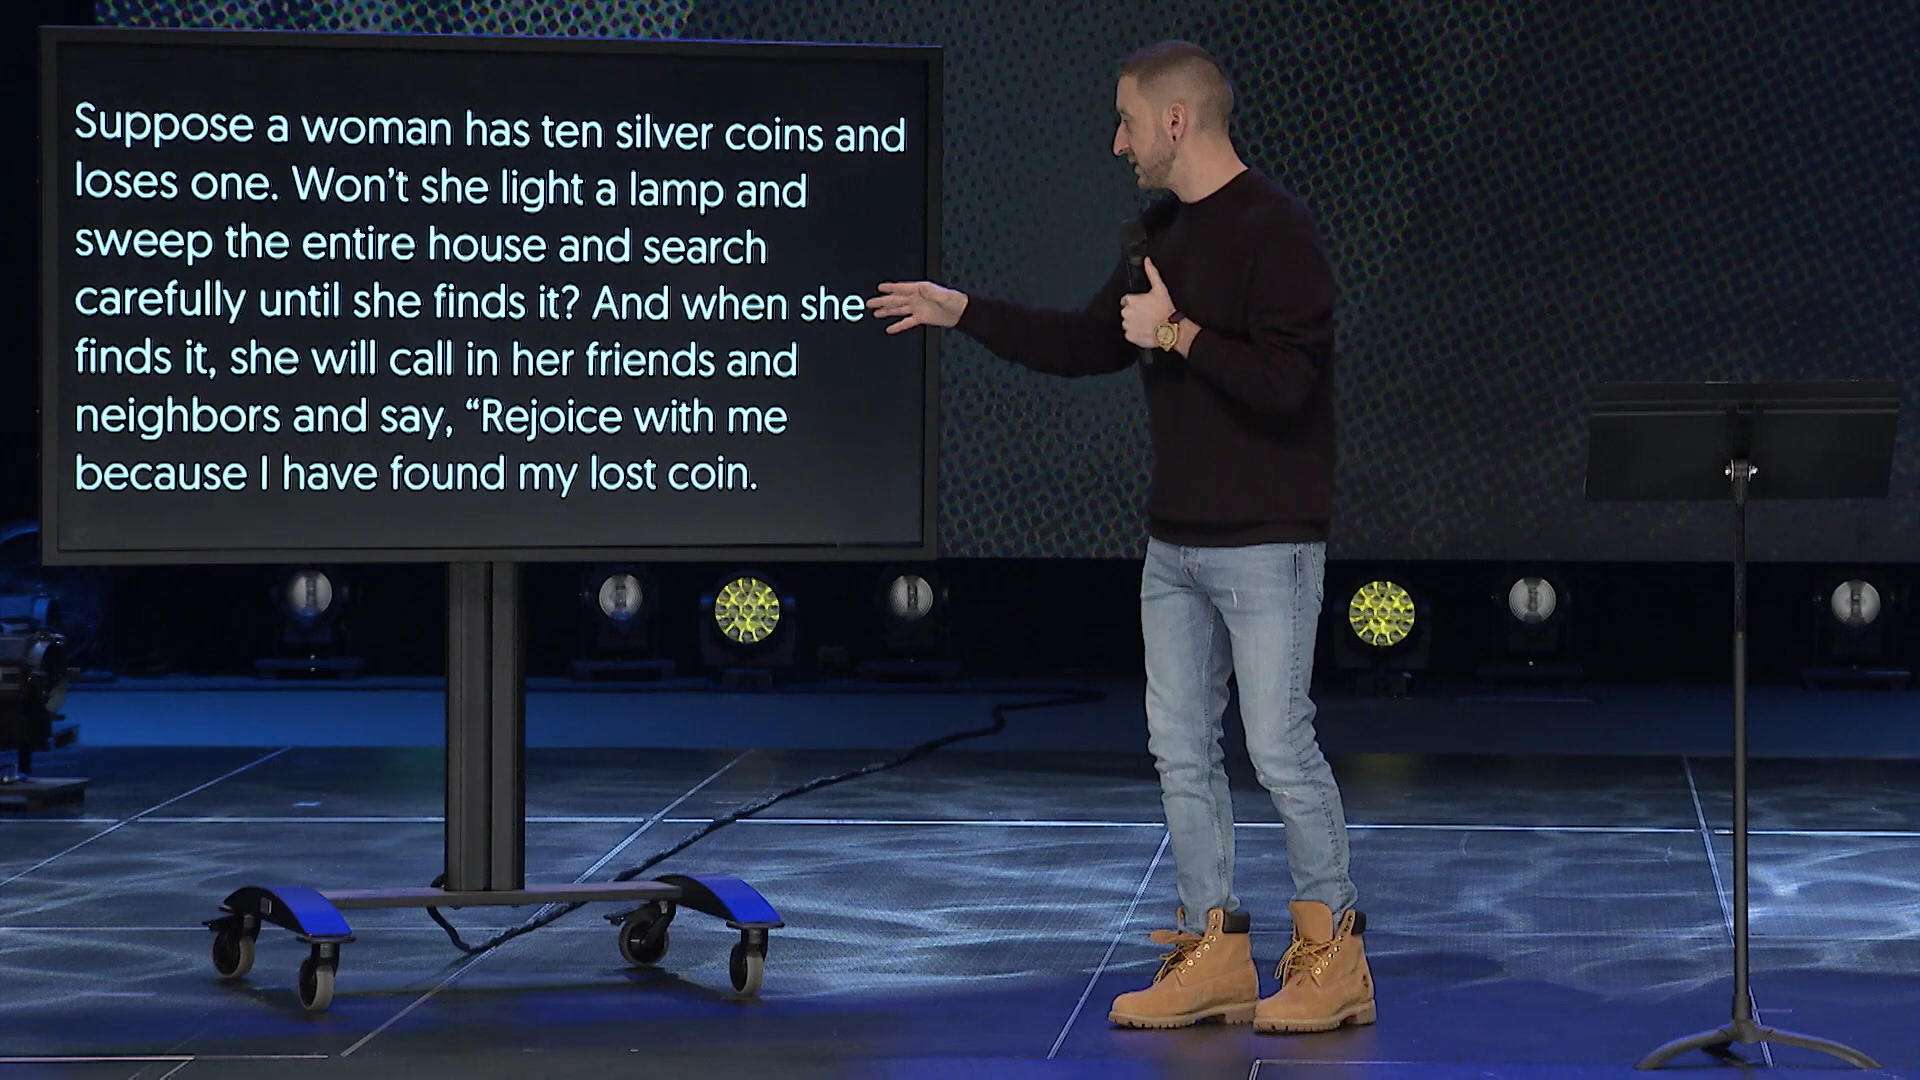 Suppose a woman has ten silver coins and
loses one. Won't she light a lamp and
sweep the entire house and search
carefully until she finds it? And when she
finds it, she will call in her friends and
neighbors and say, “Rejoice with me
because I have found my lost coin.